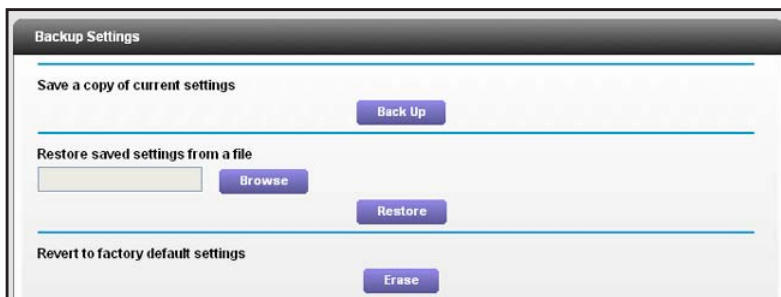 Backup Settings
Save a copy of current settings
Back Up
Restore saved settings from a file
Browse
Restore
Revert to factory default settings
Erase